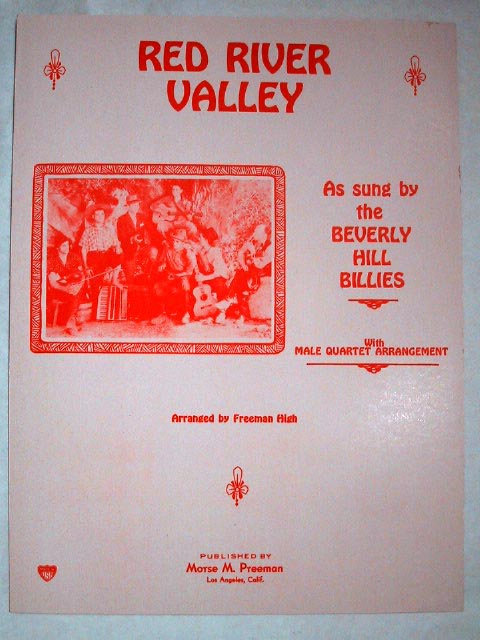 RED RIVER
VALLEY
As sung by
the
BEVERLY
HILL
BILLIES
With
MALE QUARTET ARRANGEMENT
Arranged by Freeman High
PUBLISHED BY
Morse M. Preeman
Los Angeles, Calif.